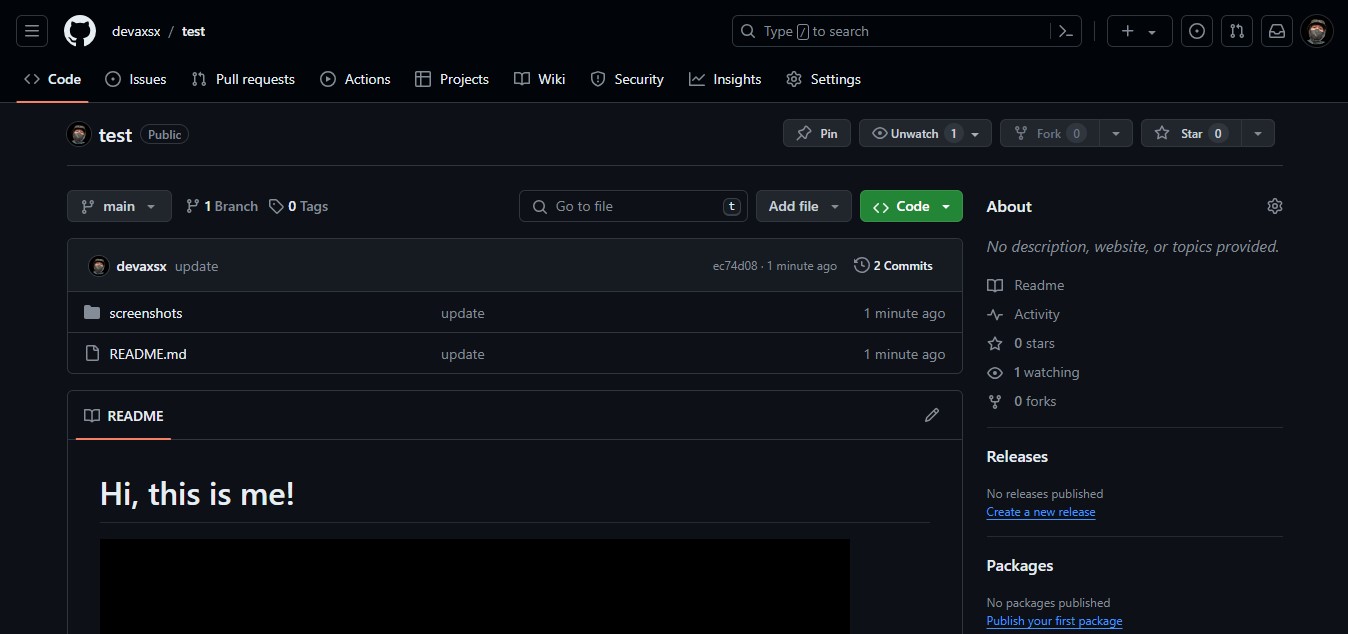 devaxsx / test
Type / to search
Code Issues Pull requests Actions Projects Wiki Security Insights Settings
test Public
Pin Unwatch 1 Fork 0 Star 0
main 1 Branch 0 Tags
Go to file t Add file Code
devaxsx update ec74d08 · 1 minute ago 2 Commits
screenshots update 1 minute ago
README.md update 1 minute ago
README
Hi, this is me!
About
No description, website, or topics provided.
Readme
Activity
0 stars
1 watching
0 forks
Releases
No releases published
Create a new release
Packages
No packages published
Publish your first package